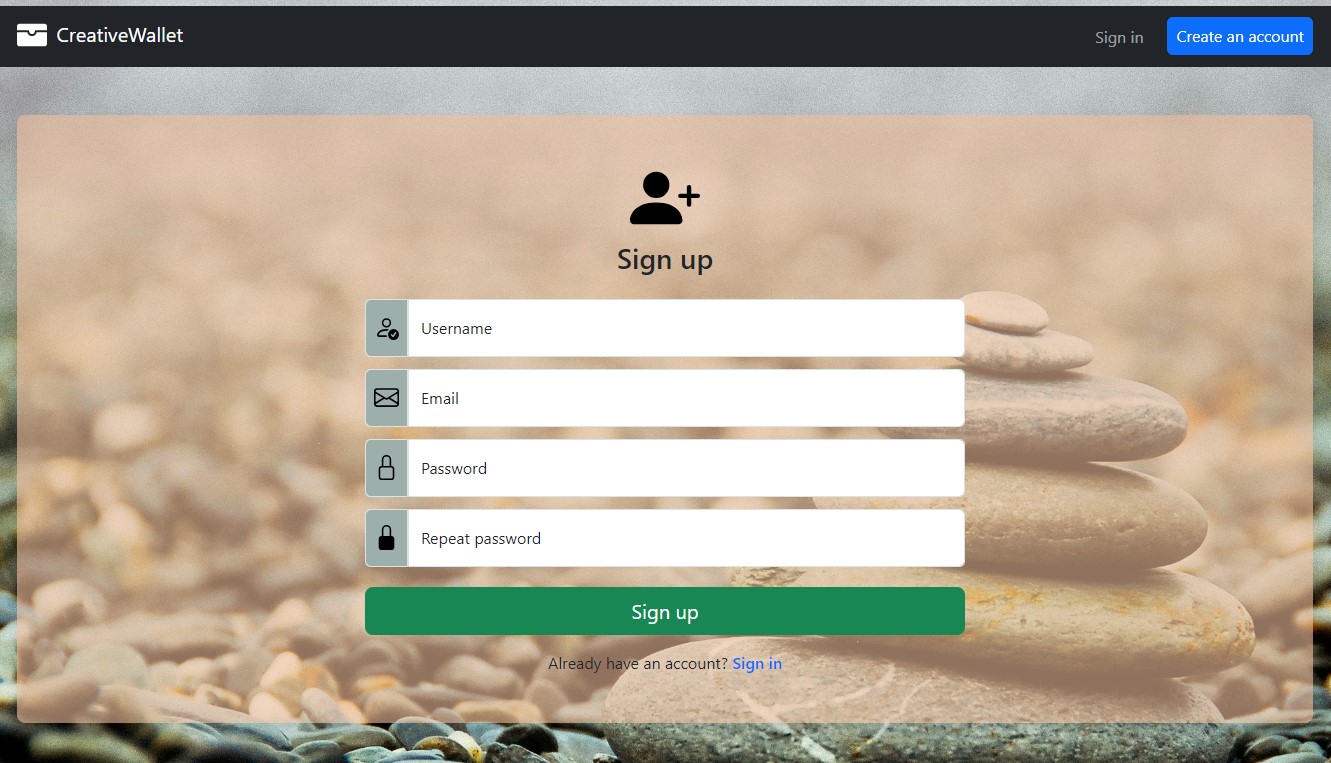 CreativeWallet
Sign in
Create an account
Sign up
Username
Email
Password
Repeat password
Sign up
Already have an account? Sign in